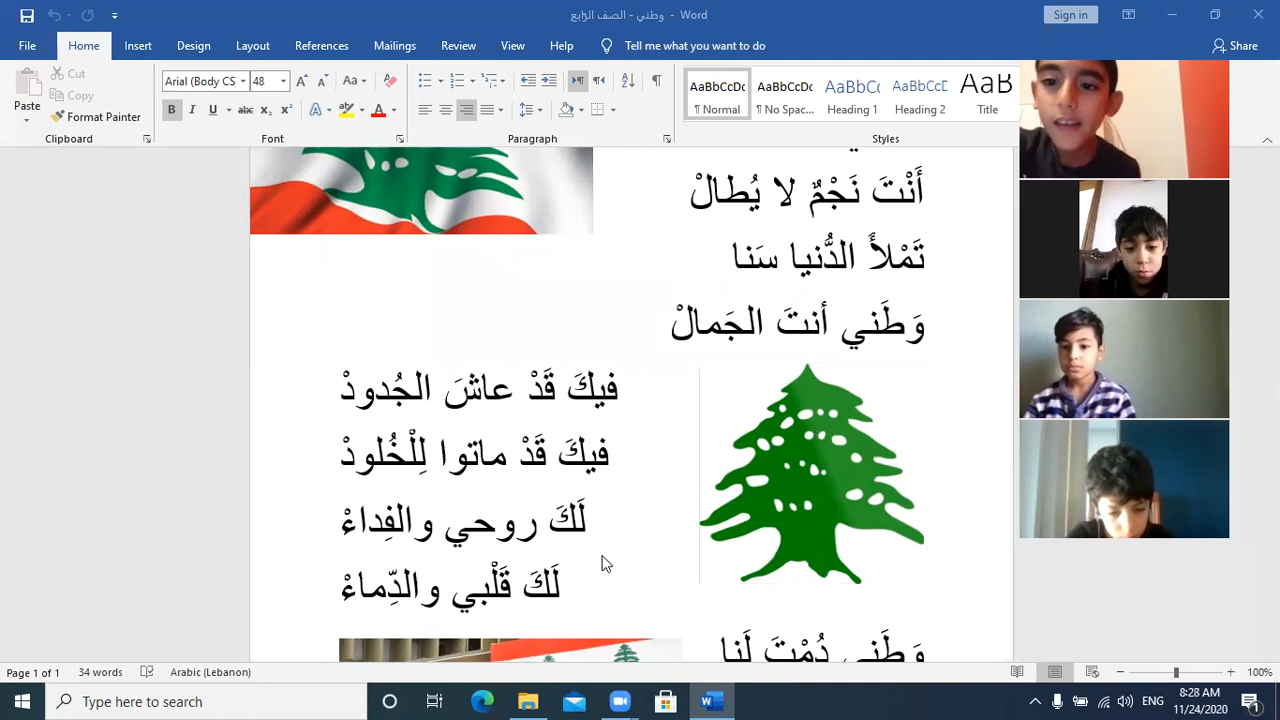 وطني - الصف الرابع - Word
Sign in
File Home Insert Design Layout References Mailings Review View Help Tell me what you want to do Share
Paste
Cut
Copy
Format Painter
Clipboard
Arial (Body CS 48
Font
Paragraph
AaBbCcDc ¶ Normal
AaBbCcDc ¶ No Spac...
AaBbCc Heading 1
AaBbCcD Heading 2
AaB Title
Styles
أَنْتَ نَجْمٌ لا يُطالْ
تَمْلأُ الدُّنيا سَنا
وَطَني أنتَ الجَمالْ
فيكَ قَدْ عاشَ الجُدودْ
فيكَ قَدْ ماتوا لِلْخُلودْ
لَكَ روحي والفِداءْ
لَكَ قَلْبي والدِّماءْ
وَطَني دُمْتَ لَنا
Page 1 of 1 34 words Arabic (Lebanon) 100%
Type here to search
ENG
8:28 AM
11/24/2020
1